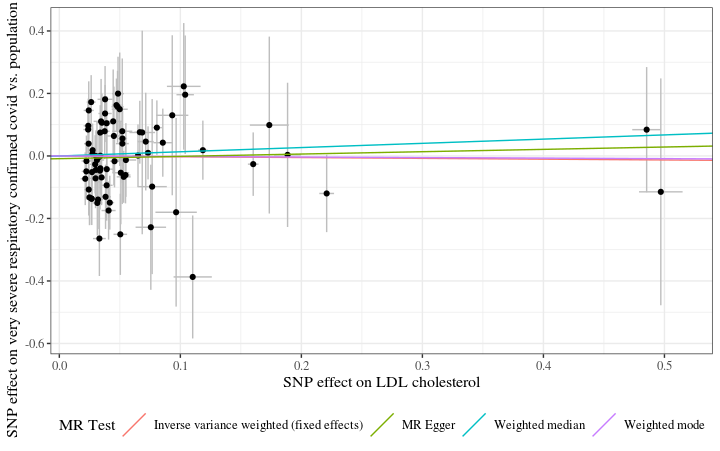 SNP effect on very severe respiratory confirmed covid vs. population
0.4
0.2
0.0
-0.2
-0.4
-0.6
0.0
0.1
0.2
0.3
0.4
0.5
SNP effect on LDL cholesterol
MR Test
Inverse variance weighted (fixed effects)
MR Egger
Weighted median
Weighted mode